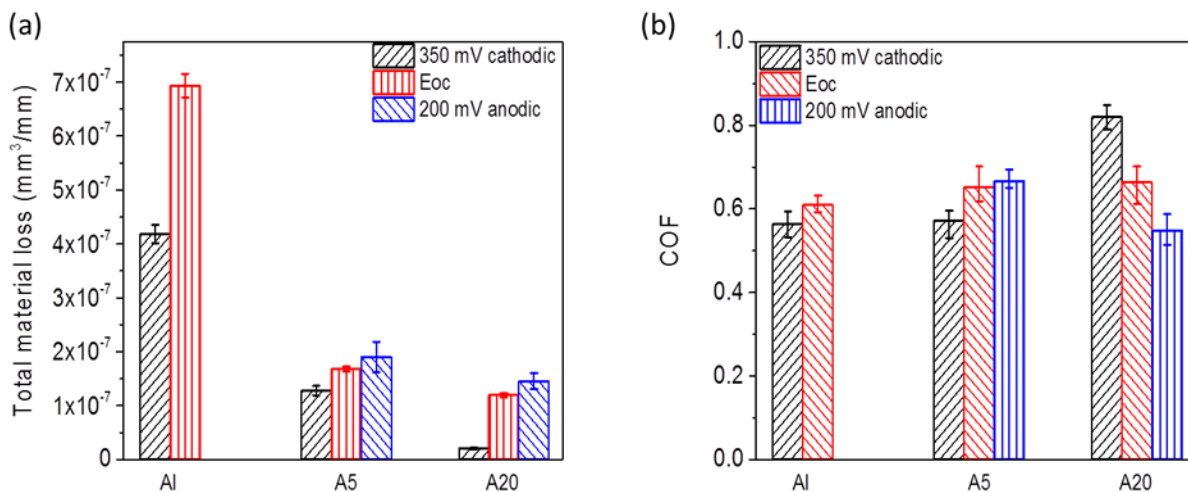 (a)
Total material loss (mm³/mm)
7x10⁻⁷
6x10⁻⁷
5x10⁻⁷
4x10⁻⁷
3x10⁻⁷
2x10⁻⁷
1x10⁻⁷
0
350 mV cathodic
Eoc
200 mV anodic
Al
A5
A20
(b)
COF
1.0
0.8
0.6
0.4
0.2
0.0
350 mV cathodic
Eoc
200 mV anodic
Al
A5
A20